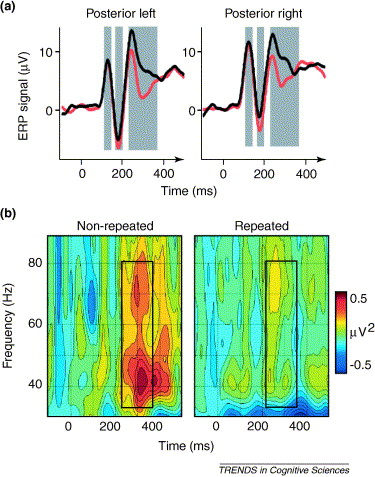 (a)
Posterior left Posterior right
ERP signal (μV)
10
0
10
0
0 200 400
0 200 400
Time (ms)
(b)
Non-repeated Repeated
Frequency (Hz)
80
60
40
0.5
μV²
-0.5
0 200 400
0 200 400
Time (ms)
TRENDS in Cognitive Sciences